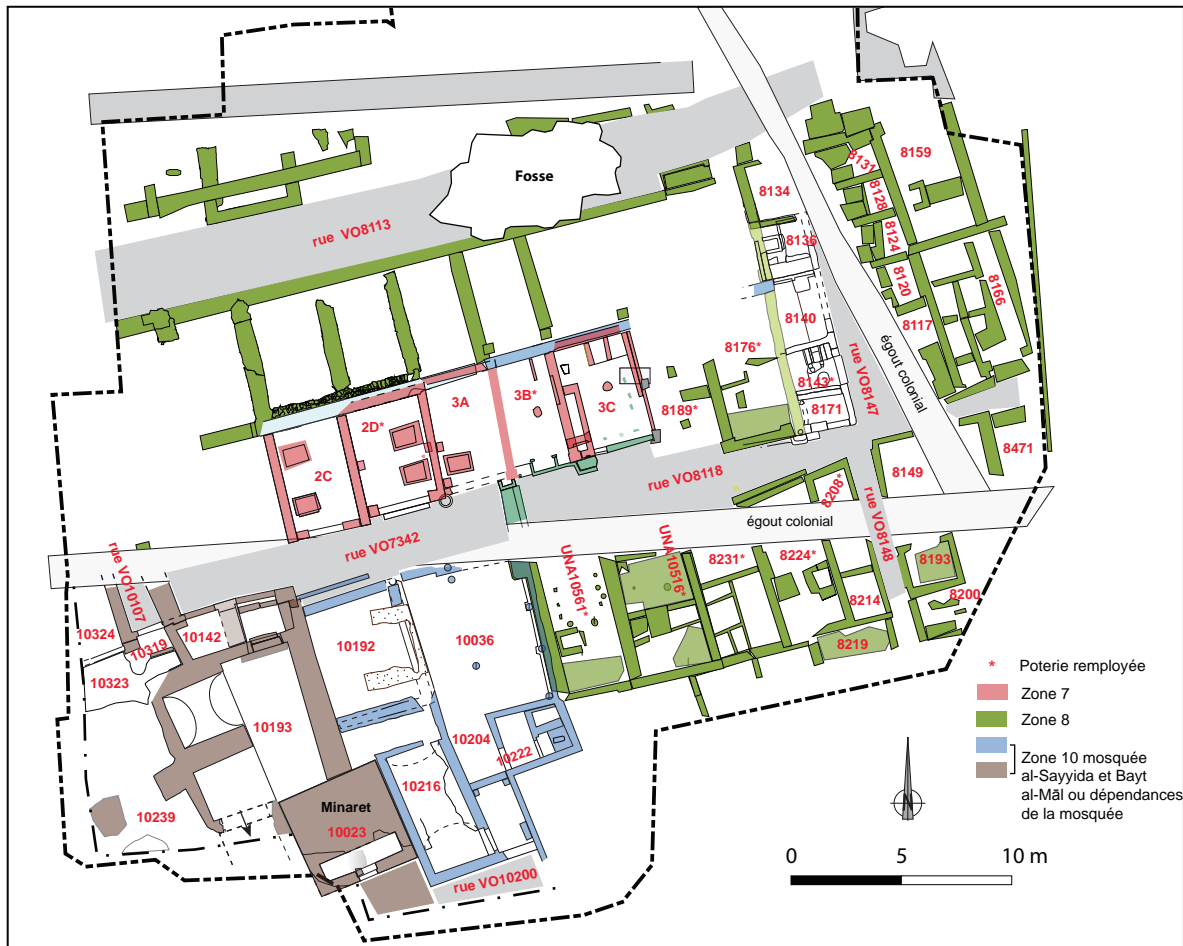 Fosse
rue VO8113
8134
8131
8159
8128
8136
8124
8120
8166
8140
8117
8176*
égout colonial
8143*
rue VO8147
3A
3B*
3C
8189*
8171
2D*
2C
8471
rue VO8118
8149
8208*
égout colonial
rue VO7342
rue VO8148
rue VO10107
UNA10561*
UNA10516*
8231*
8224*
8193
8200
8214
10324
10319
10142
10192
10036
8219
10323
10193
10204
10222
10216
10239
Minaret
10023
rue VO10200
* Poterie remployée
Zone 7
Zone 8
Zone 10 mosquée
al-Sayyida et Bayt
al-Māl ou dépendances
de la mosquée
N
0 5 10 m